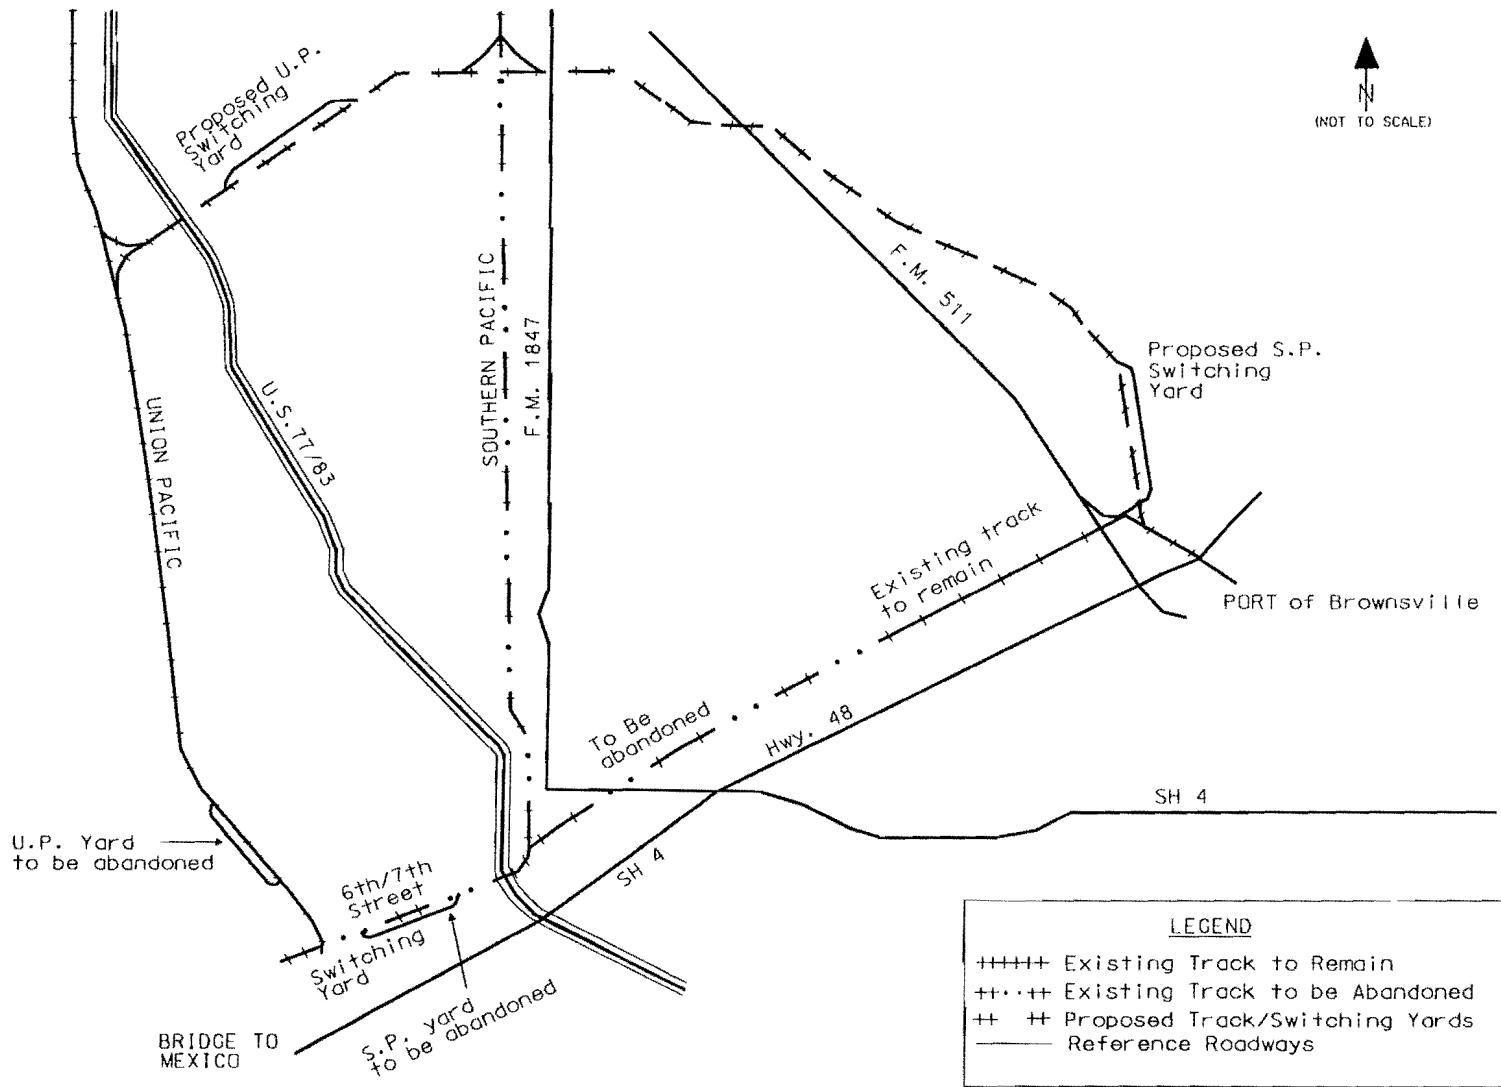 Proposed U.P.
Switching
Yard
N
(NOT TO SCALE)
SOUTHERN PACIFIC
F.M. 1847
F.M. 511
Proposed S.P.
Switching
Yard
UNION PACIFIC
U.S.77/83
Existing track
to remain
PORT of Brownsville
To Be
abandoned
Hwy. 48
SH 4
U.P. Yard
to be abandoned
6th/7th
Street
SH 4
Switching
Yard
S.P. yard
to be abandoned
BRIDGE TO
MEXICO
LEGEND
Existing Track to Remain
Existing Track to be Abandoned
Proposed Track/Switching Yards
Reference Roadways